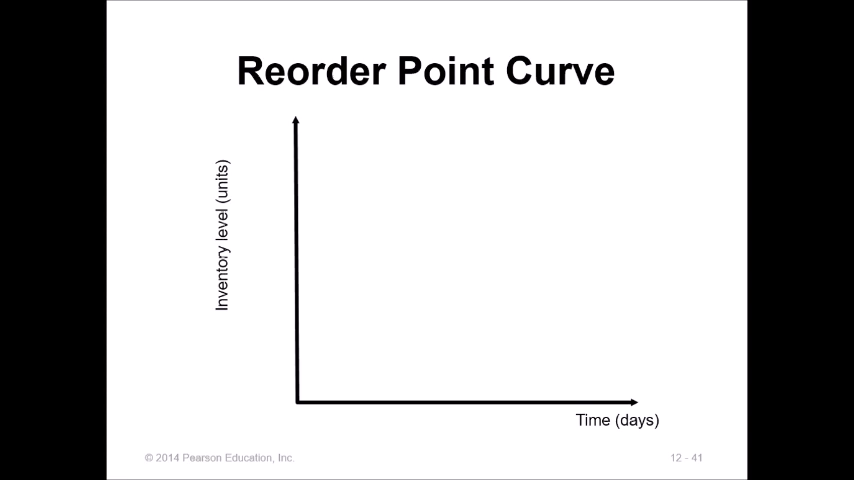 Reorder Point Curve
Inventory level (units)
Time (days)
© 2014 Pearson Education, Inc.
12 - 41